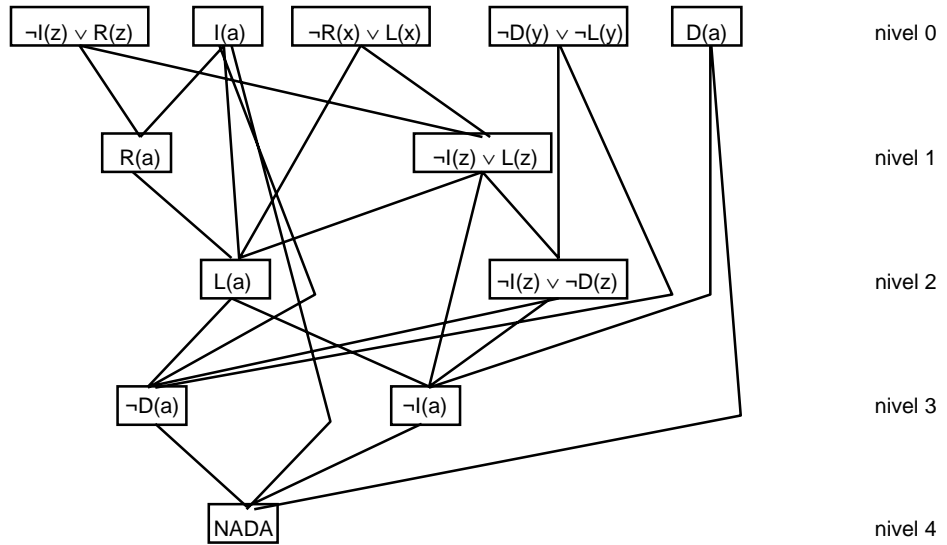 ¬I(z) ∨ R(z) I(a) ¬R(x) ∨ L(x) ¬D(y) ∨ ¬L(y) D(a) nivel 0
R(a) ¬I(z) ∨ L(z) nivel 1
L(a) ¬I(z) ∨ ¬D(z) nivel 2
¬D(a) ¬I(a) nivel 3
NADA nivel 4